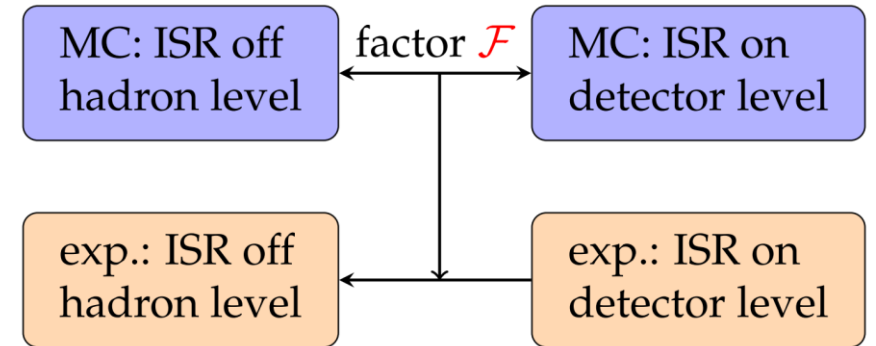 MC: ISR off
hadron level
factor ℱ
MC: ISR on
detector level
exp.: ISR off
hadron level
exp.: ISR on
detector level